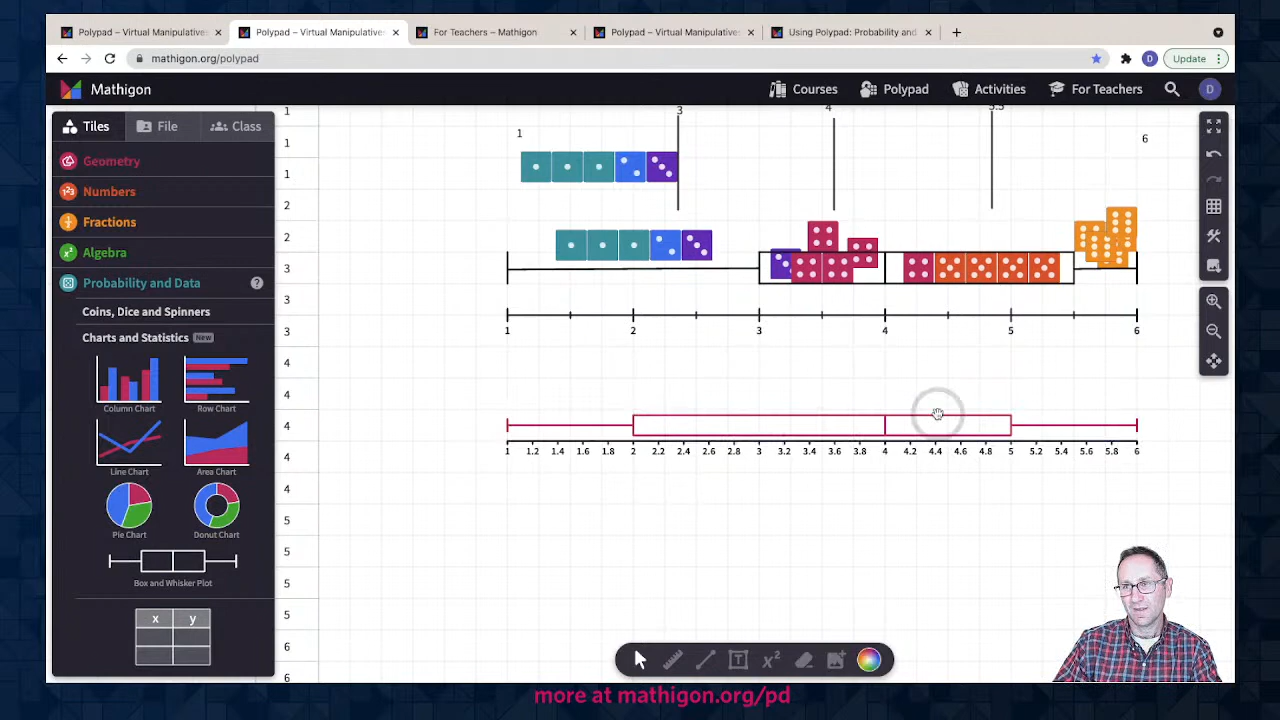 Polypad – Virtual Manipulatives
Polypad – Virtual Manipulatives
For Teachers – Mathigon
Polypad – Virtual Manipulatives
Using Polypad: Probability and
mathigon.org/polypad
D
Update
Mathigon
Courses
Polypad
Activities
For Teachers
D
Tiles
File
Class
Geometry
Numbers
Fractions
Algebra
Probability and Data
?
Coins, Dice and Spinners
Charts and Statistics New
Column Chart
Row Chart
Line Chart
Area Chart
Pie Chart
Donut Chart
Box and Whisker Plot
x y
1
1
1
2
2
3
3
3
4
4
4
4
4
5
5
5
5
6
6
1
3
4
5.5
6
1 2 3 4 5 6
1 1.2 1.4 1.6 1.8 2 2.2 2.4 2.6 2.8 3 3.2 3.4 3.6 3.8 4 4.2 4.4 4.6 4.8 5 5.2 5.4 5.6 5.8 6
T x²
more at mathigon.org/pd